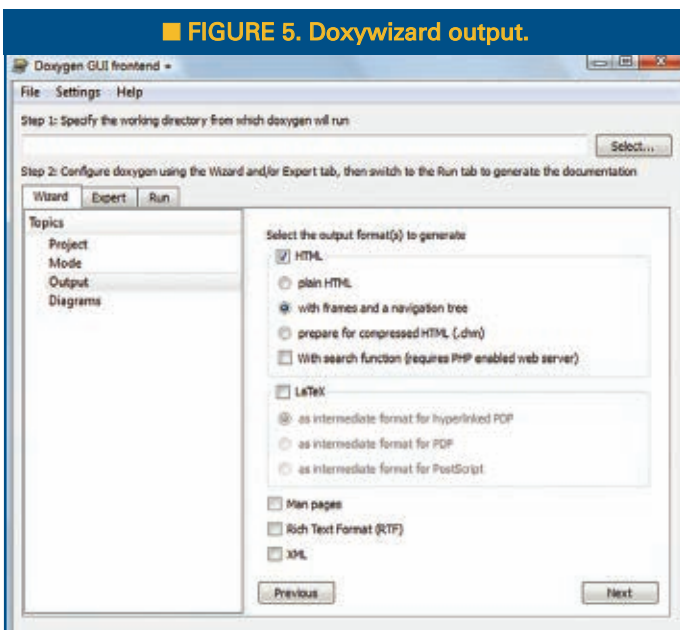 ■ FIGURE 5. Doxywizard output.
Doxygen GUI frontend +
File Settings Help
Step 1: Specify the working directory from which doxygen will run
Select...
Step 2: Configure doxygen using the Wizard and/or Expert tab, then switch to the Run tab to generate the documentation
Wizard Expert Run
Topics
Project
Mode
Output
Diagrams
Select the output format(s) to generate
HTML
plain HTML
with frames and a navigation tree
prepare for compressed HTML (.chm)
With search function (requires PHP enabled web server)
LaTeX
as intermediate format for hyperlinked PDF
as intermediate format for PDF
as intermediate format for PostScript
Man pages
Rich Text Format (RTF)
XML
Previous Next